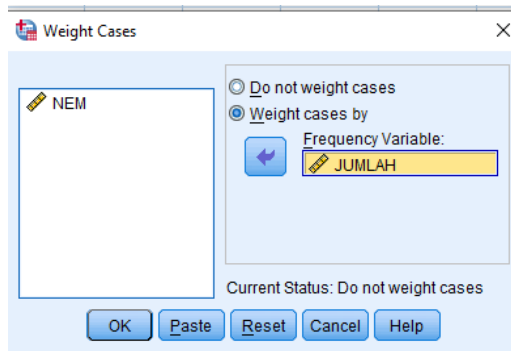 Weight Cases
NEM
Do not weight cases
Weight cases by
Frequency Variable:
JUMLAH
Current Status: Do not weight cases
OK Paste Reset Cancel Help